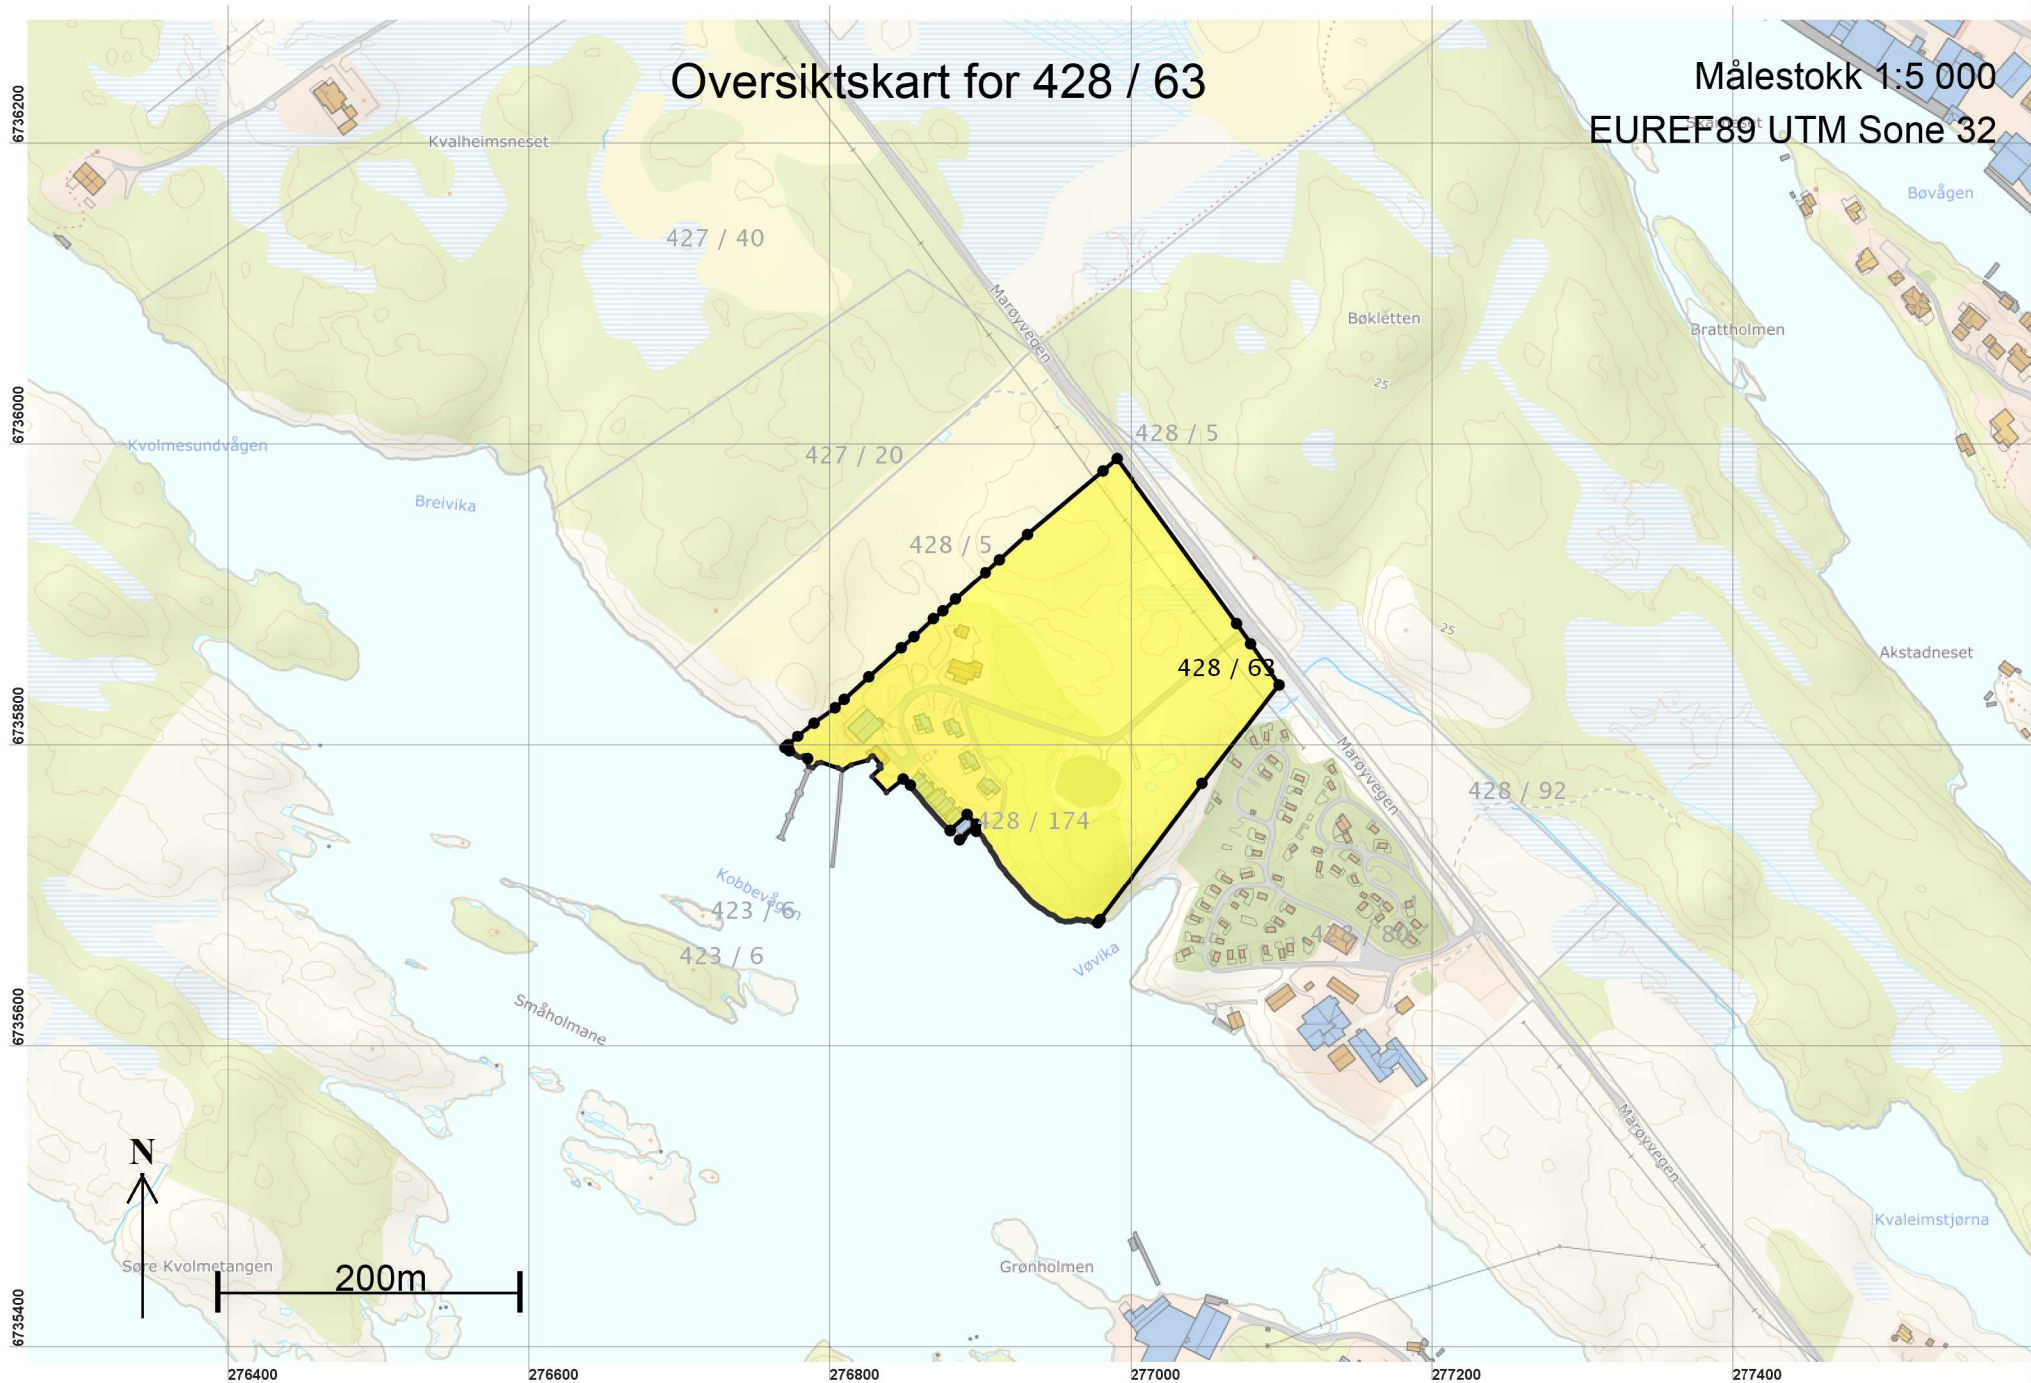 Oversiktskart for 428 / 63
Målestokk 1:5 000
EUREF89 UTM Sone 32
6736200
Kvalheimsneset
Bøvågen
427 / 40
Marøyvegen
Bøkletten
Brattholmen
25
6736000
Kvolmesundvågen
427 / 20
428 / 5
Breivika
428 / 5
25
Akstadneset
428 / 63
6735800
Marøyvegen
428 / 92
428 / 174
Kobbevågen
423 / 6
423 / 6
Vøvika
Småholmane
6735600
Marøyvegen
N
Kvaleimstjørna
Søre Kvolmetangen
200m
Grønholmen
6735400
276400
276600
276800
277000
277200
277400